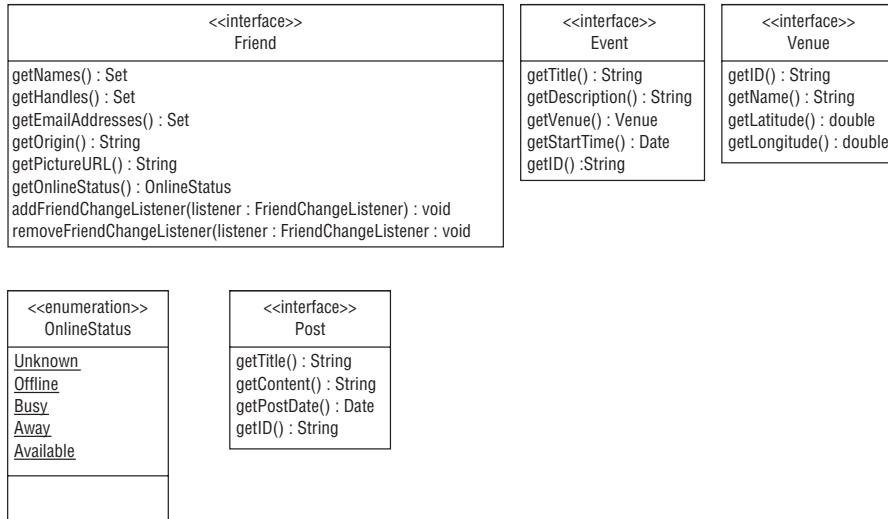 <<interface>>
Friend
getNames() : Set
getHandles() : Set
getEmailAddresses() : Set
getOrigin() : String
getPictureURL() : String
getOnlineStatus() : OnlineStatus
addFriendChangeListener(listener : FriendChangeListener) : void
removeFriendChangeListener(listener : FriendChangeListener : void
<<interface>>
Event
getTitle() : String
getDescription() : String
getVenue() : Venue
getStartTime() : Date
getID() :String
<<interface>>
Venue
getID() : String
getName() : String
getLatitude() : double
getLongitude() : double
<<enumeration>>
OnlineStatus
Unknown
Offline
Busy
Away
Available
<<interface>>
Post
getTitle() : String
getContent() : String
getPostDate() : Date
getID() : String